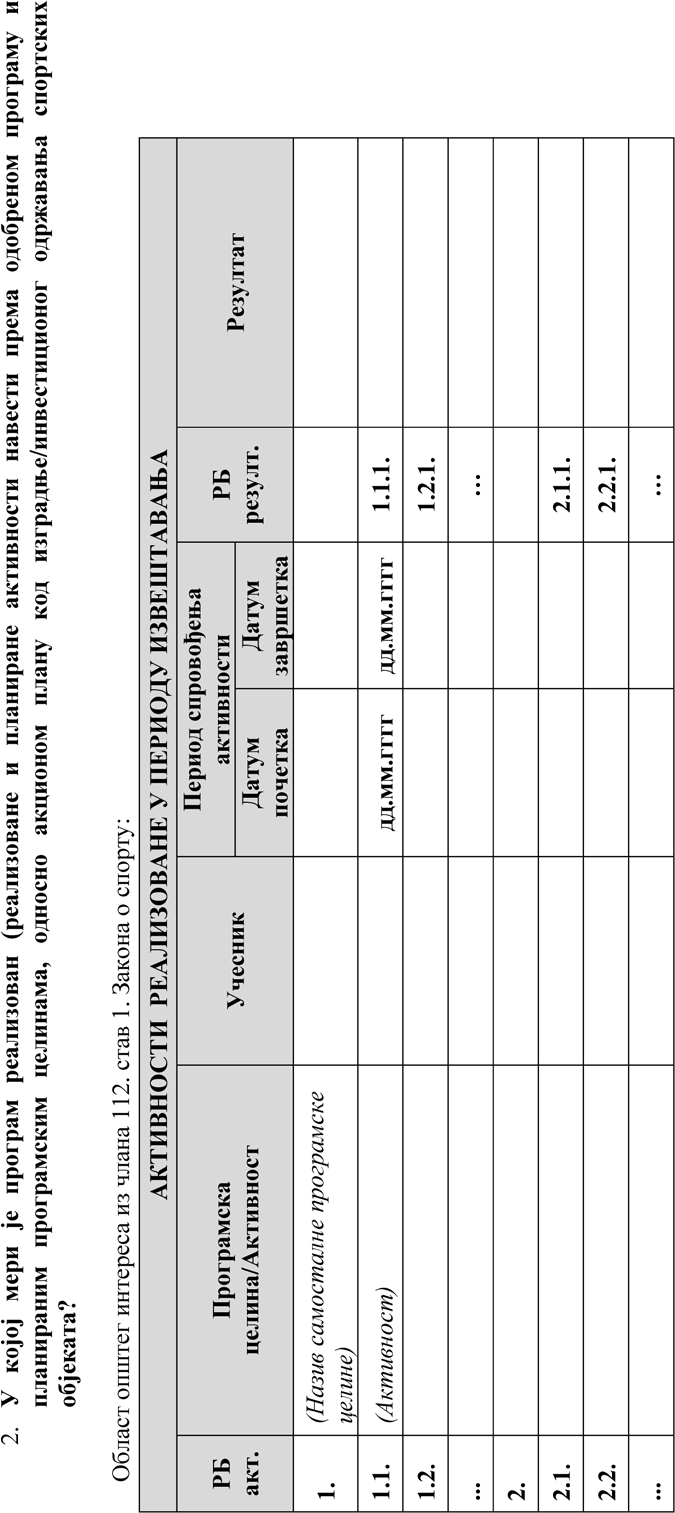 2. У којој мери је програм реализован (реализоване и планиране активности навести према одобреном програму и
планираним програмским целинама, односно акционом плану код изградње/инвестиционог одржавања спортских
објеката?
Област општег интереса из члана 112. став 1. Закона о спорту:
АКТИВНОСТИ РЕАЛИЗОВАНЕ У ПЕРИОДУ ИЗВЕШТАВАЊА
РБ
акт.
Програмска
целина/Активност
Учесник
Период спровођења
активности
Датум
почетка
Датум
завршетка
РБ
резулт.
Резултат
1.
(Назив самосталне програмске
целине)
1.1. (Активност) дд.мм.гггг дд.мм.гггг 1.1.1.
1.2. 1.2.1.
... …
2.
2.1. 2.1.1.
2.2. 2.2.1.
... …